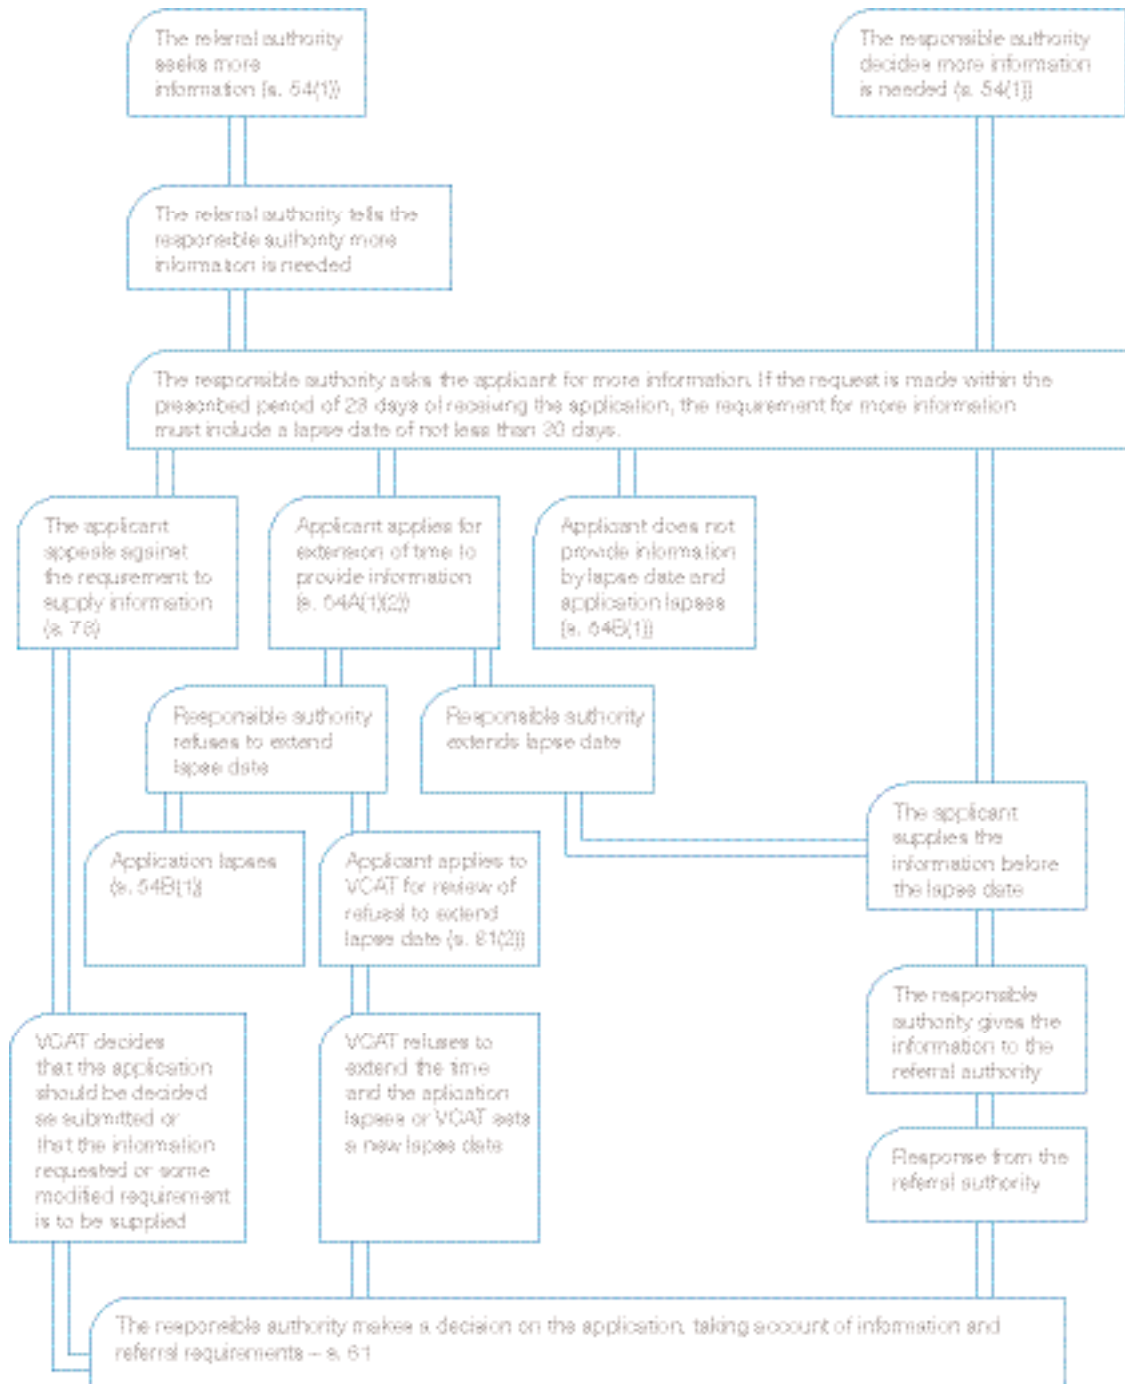 The referral authority
seeks more
information (s. 54(1))
The responsible authority
decides more information
is needed (s. 54(1))
The referral authority tells the
responsible authority more
information is needed
The responsible authority asks the applicant for more information. If the request is made within the
prescribed period of 28 days of receiving the application, the requirement for more information
must include a lapse date of not less than 30 days.
The applicant
appeals against
the requirement to
supply information
(s. 78)
Applicant applies for
extension of time to
provide information
(s. 54A(1)(2))
Applicant does not
provide information
by lapse date and
application lapses
(s. 54B(1))
Responsible authority
refuses to extend
lapse date
Responsible authority
extends lapse date
The applicant
supplies the
information before
the lapse date
Application lapses
(s. 54B(1))
Applicant applies to
VCAT for review of
refusal to extend
lapse date (s. 81(2))
The responsible
authority gives the
information to the
referral authority
VCAT decides
that the application
should be decided
as submitted or
that the information
requested or some
modified requirement
is to be supplied
VCAT refuses to
extend the time
and the aplication
lapses or VCAT sets
a new lapse date
Response from the
referral authority
The responsible authority makes a decision on the application, taking account of information and
referral requirements – s. 61